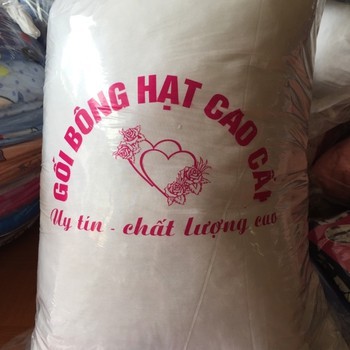 GỐI BÔNG HẠT CAO CẤP
Uy tín - chất lượng cao